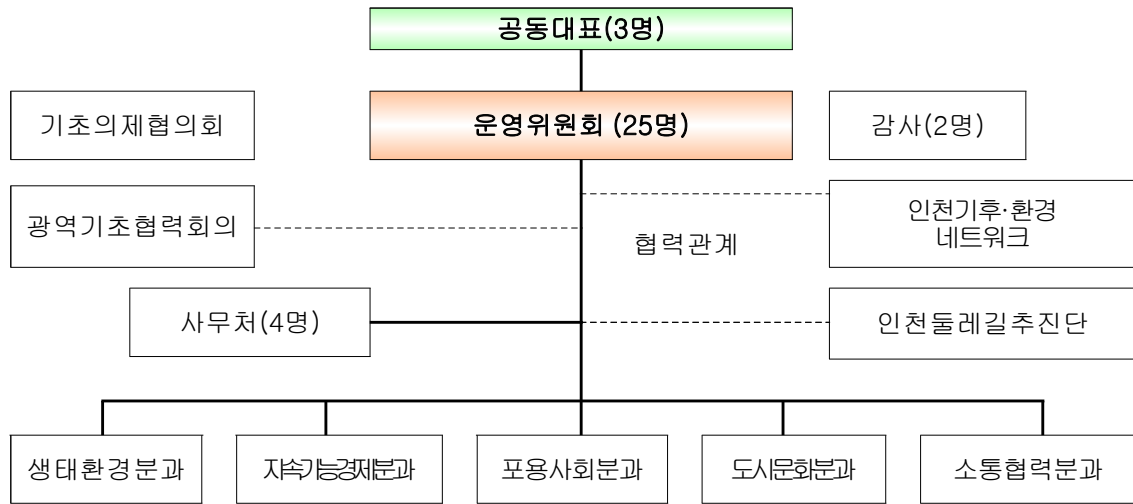 공동대표(3명)
기초의제협의회
운영위원회 (25명)
감사(2명)
광역기초협력회의
인천기후·환경
네트워크
협력관계
사무처(4명)
인천둘레길추진단
생태환경분과
지속가능경제분과
포용사회분과
도시문화분과
소통협력분과